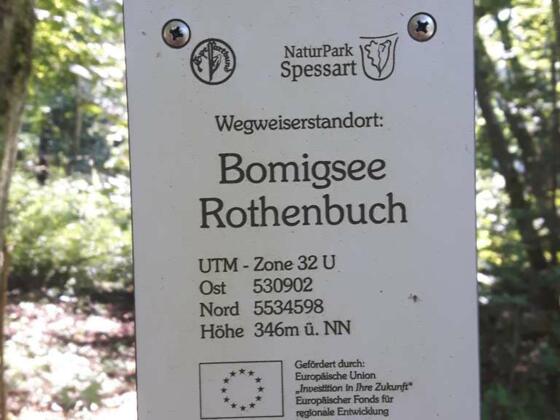 Spessartbund
NaturPark
Spessart
Wegweiserstandort:
Bomigsee
Rothenbuch
UTM - Zone 32 U
Ost 530902
Nord 5534598
Höhe 346m ü. NN
Gefördert durch:
Europäische Union
„Investition in Ihre Zukunft“
Europäischer Fonds für
regionale Entwicklung